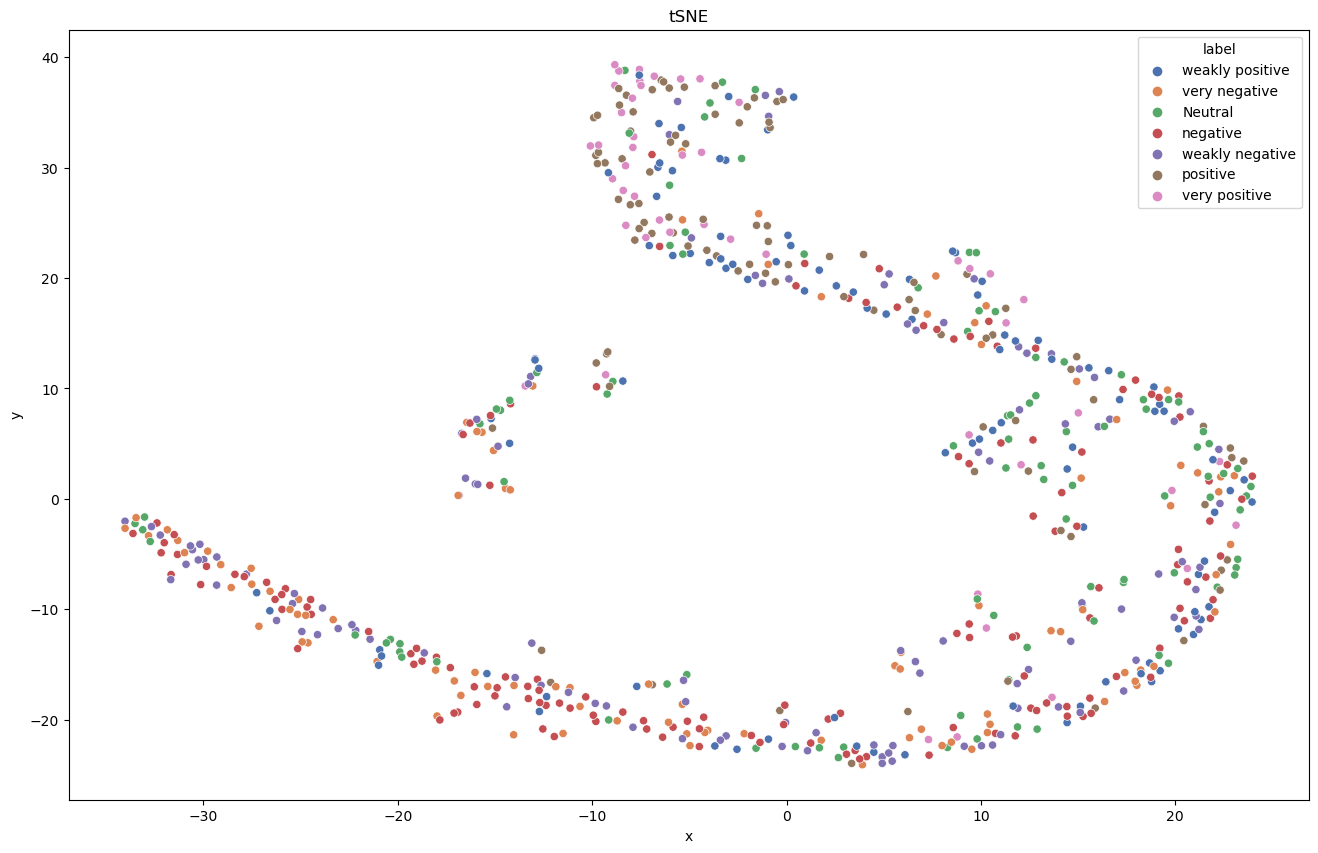 tSNE
label
weakly positive
very negative
Neutral
negative
weakly negative
positive
very positive
y
40
30
20
10
0
−10
−20
−30
−20
−10
0
10
20
x